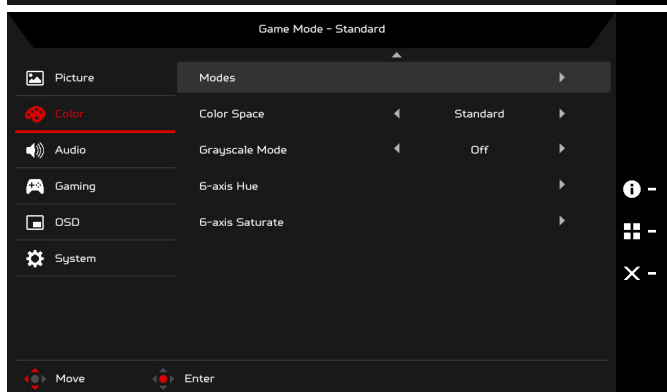 Game Mode - Standard
Picture
Modes
Color
Color Space Standard
Audio
Grayscale Mode Off
Gaming
6-axis Hue
OSD
6-axis Saturate
System
Move Enter